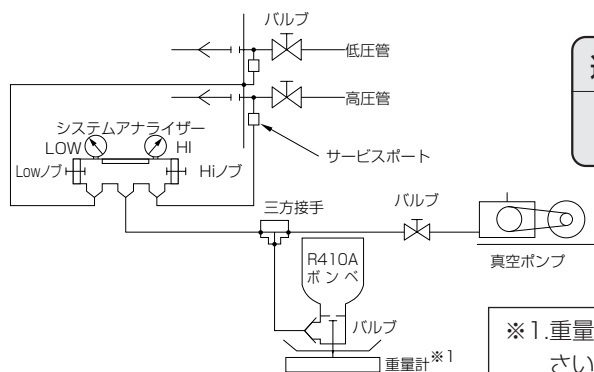 バルブ
低圧管
高圧管
システムアナライザー
LOW
HI
Lowノブ
Hiノブ
サービスポート
三方接手
バルブ
R410A
ボンベ
真空ポンプ
バルブ
重量計※1
※1.重量
さい